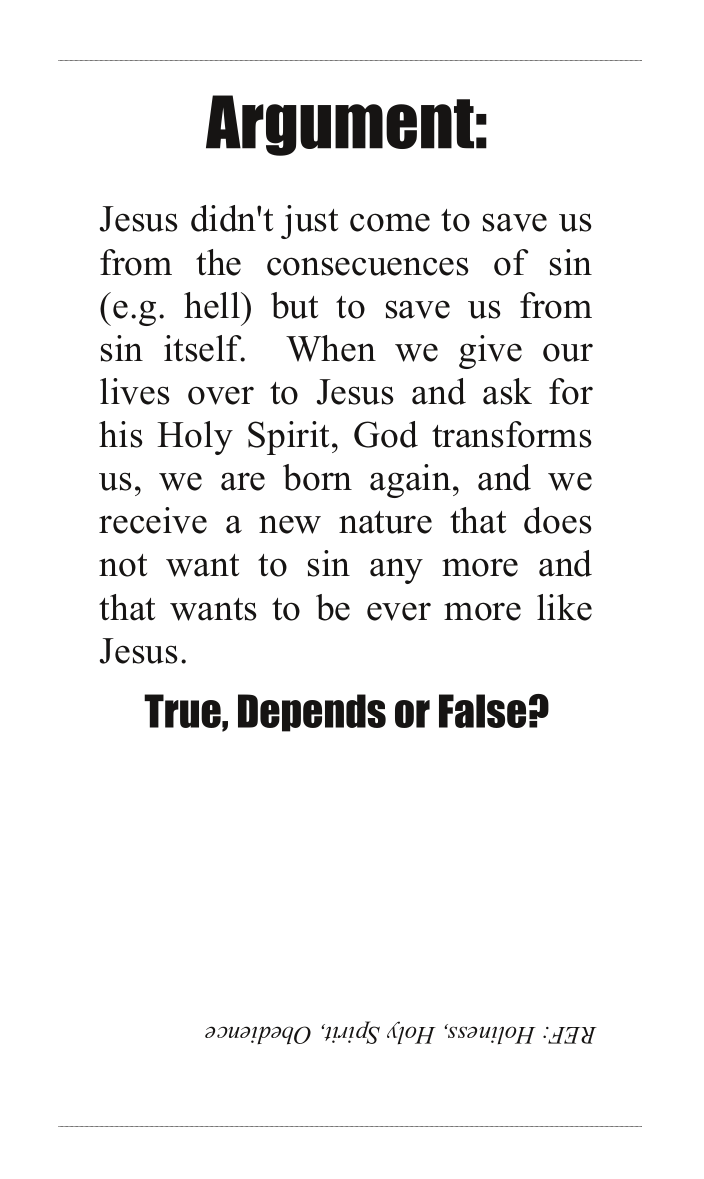 Argument:
Jesus didn't just come to save us
from the consecuences of sin
(e.g. hell) but to save us from
sin itself. When we give our
lives over to Jesus and ask for
his Holy Spirit, God transforms
us, we are born again, and we
receive a new nature that does
not want to sin any more and
that wants to be ever more like
Jesus.
True, Depends or False?
REF: Holiness, Holy Spirit, Obedience